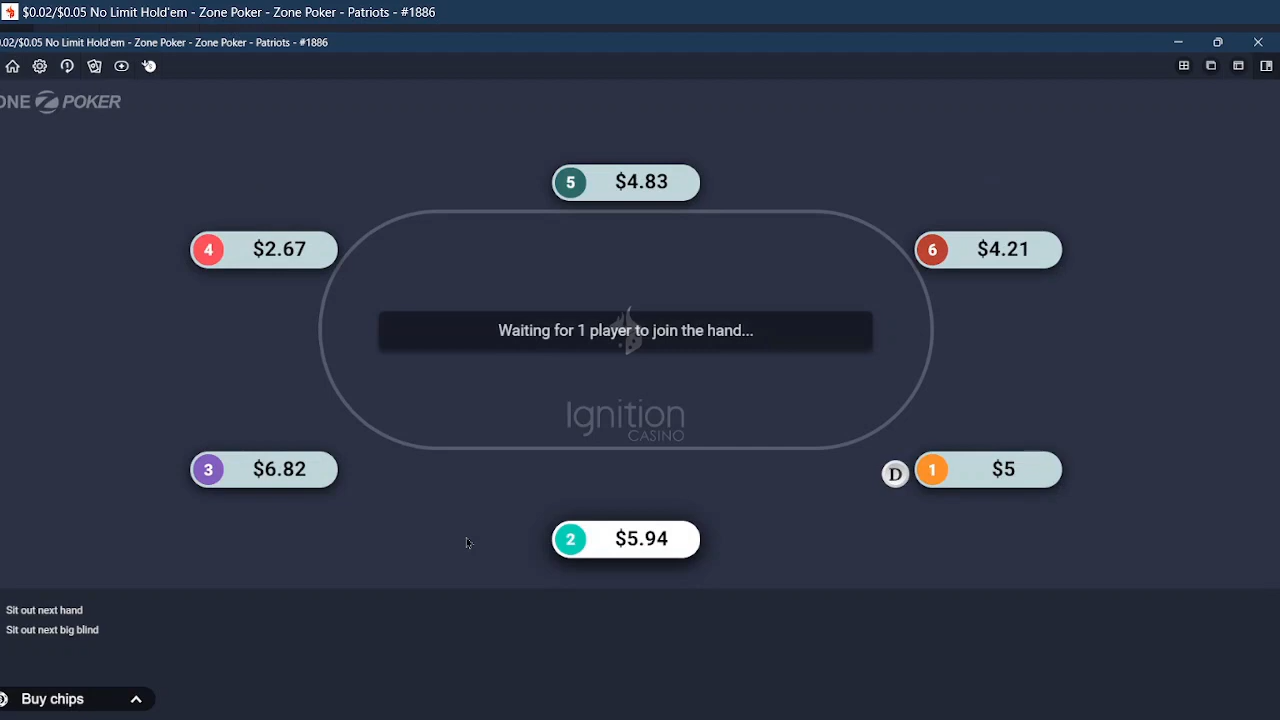 $0.02/$0.05 No Limit Hold'em - Zone Poker - Zone Poker - Patriots - #1886
.02/$0.05 No Limit Hold'em - Zone Poker - Zone Poker - Patriots - #1886
ONE Z POKER
5 $4.83
4 $2.67
6 $4.21
Waiting for 1 player to join the hand...
Ignition
CASINO
3 $6.82
D 1 $5
2 $5.94
Sit out next hand
Sit out next big blind
Buy chips